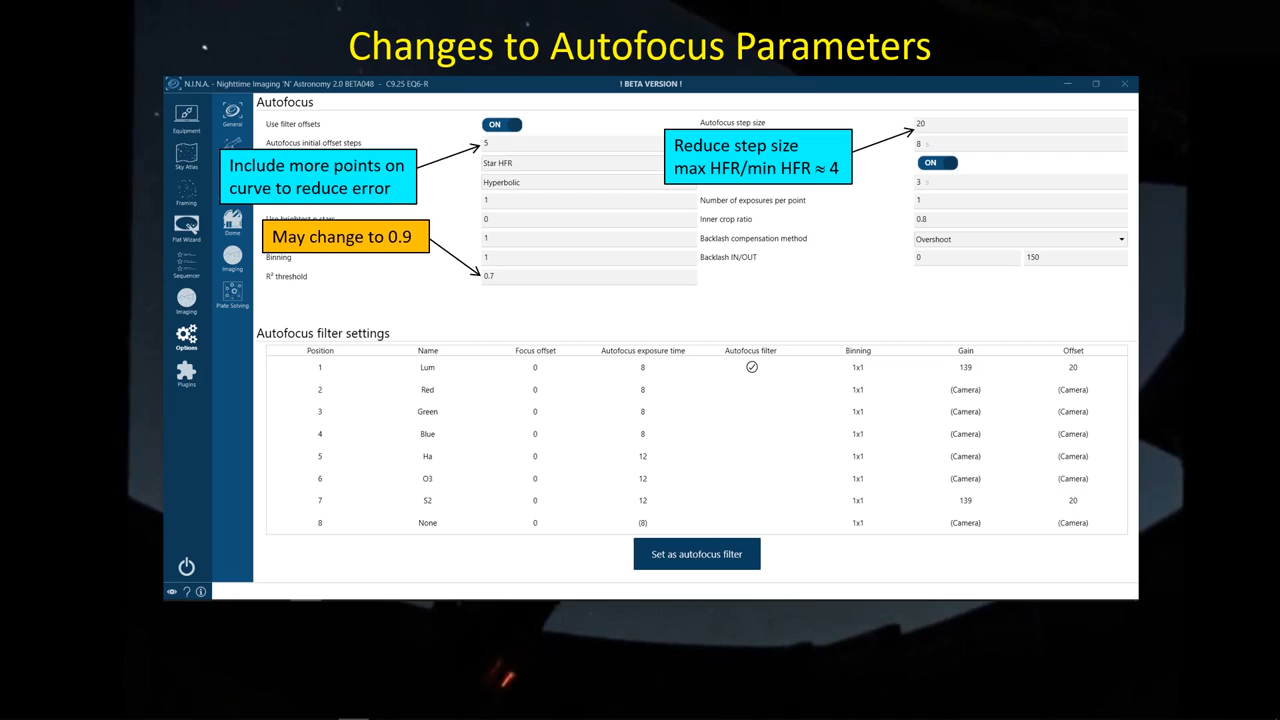 Changes to Autofocus Parameters
N.I.N.A. - Nighttime Imaging 'N' Astronomy 2.0 BETA048 - C9.25 EQ6-R
! BETA VERSION !
Equipment
Sky Atlas
Framing
Flat Wizard
Sequencer
Imaging
Options
Plugins
General
Dome
Imaging
Plate Solving
Autofocus
Use filter offsets ON
Autofocus step size 20
Autofocus initial offset steps 5
8 s
Include more points on
curve to reduce error
Reduce step size
max HFR/min HFR ≈ 4
Star HFR
ON
Hyperbolic
3 s
1
Number of exposures per point 1
Use brightest n stars 0
Inner crop ratio 0.8
May change to 0.9
1
Backlash compensation method Overshoot
Binning 1
Backlash IN/OUT 0 150
R² threshold 0.7
Autofocus filter settings
Position Name Focus offset Autofocus exposure time Autofocus filter Binning Gain Offset
1 Lum 0 8 1x1 139 20
2 Red 0 8 1x1 (Camera) (Camera)
3 Green 0 8 1x1 (Camera) (Camera)
4 Blue 0 8 1x1 (Camera) (Camera)
5 Ha 0 12 1x1 (Camera) (Camera)
6 O3 0 12 1x1 (Camera) (Camera)
7 S2 0 12 1x1 139 20
8 None 0 (8) 1x1 (Camera) (Camera)
Set as autofocus filter